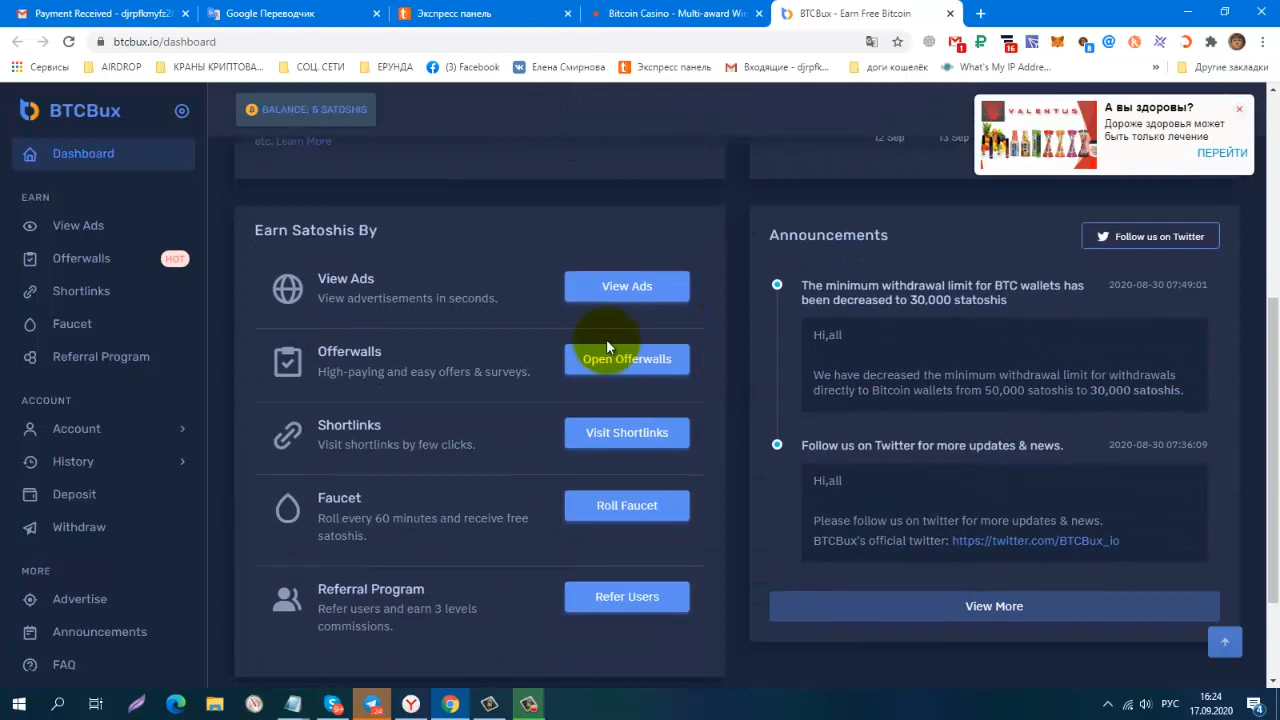 Payment Received - djrpfkmyfz2
Google Переводчик
Экспресс панель
Bitcoin Casino - Multi-award Wi
BTCBux - Earn Free Bitcoin
btcbux.io/dashboard
1
16
8
Сервисы
AIRDROP
КРАНЫ КРИПТОВА...
СОЦ. СЕТИ
ЕРУНДА
(3) Facebook
Елена Смирнова
Экспресс панель
Входящие - djrpfk...
доги кошелёк
What's My IP Addre...
»
Другие закладки
BTCBux
BALANCE: 5 SATOSHIS
Dashboard
EARN
View Ads
Offerwalls
HOT
Shortlinks
Faucet
Referral Program
ACCOUNT
Account
History
Deposit
Withdraw
MORE
Advertise
Announcements
FAQ
etc. Learn More
12 Sep
13 Sep
VALENTUS
А вы здоровы?
Дороже здоровья может
быть только лечение
ПЕРЕЙТИ
Earn Satoshis By
View Ads
View advertisements in seconds.
View Ads
Offerwalls
High-paying and easy offers & surveys.
Open Offerwalls
Shortlinks
Visit shortlinks by few clicks.
Visit Shortlinks
Faucet
Roll every 60 minutes and receive free
satoshis.
Roll Faucet
Referral Program
Refer users and earn 3 levels
commissions.
Refer Users
Announcements
Follow us on Twitter
The minimum withdrawal limit for BTC wallets has
been decreased to 30,000 statoshis
2020-08-30 07:49:01
Hi,all
We have decreased the minimum withdrawal limit for withdrawals
directly to Bitcoin wallets from 50,000 satoshis to 30,000 satoshis.
Follow us on Twitter for more updates & news.
2020-08-30 07:36:09
Hi,all
Please follow us on twitter for more updates & news.
BTCBux's official twitter: https://twitter.com/BTCBux_io
View More
РУС
16:24
17.09.2020
4